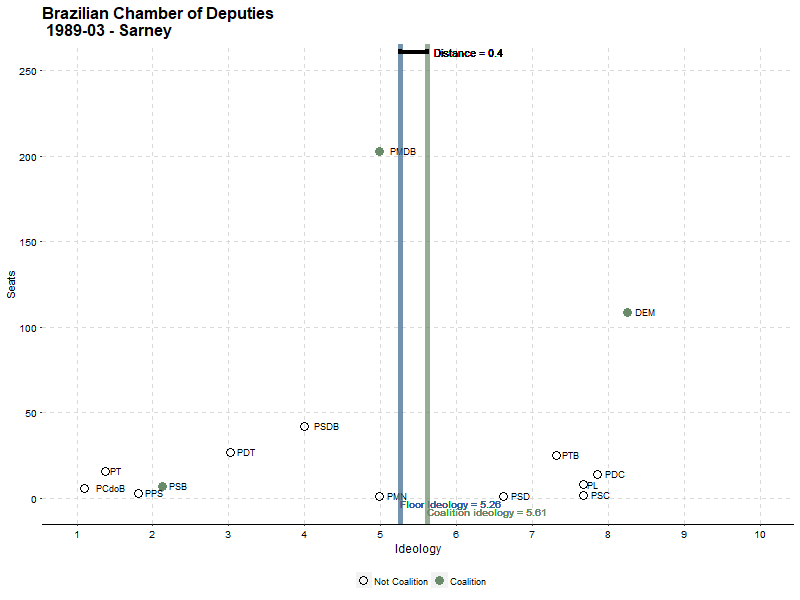 Brazilian Chamber of Deputies
1989-03 - Sarney
Distance = 0.4
250
200
150
100
50
0
Seats
PMDB
DEM
PSDB
PDT
PTB
PT
PDC
PCdoB
PSB
PL
PPS
PMN
PSD
PSC
Floor ideology = 5.26
Coalition ideology = 5.61
1 2 3 4 5 6 7 8 9 10
Ideology
Not Coalition Coalition